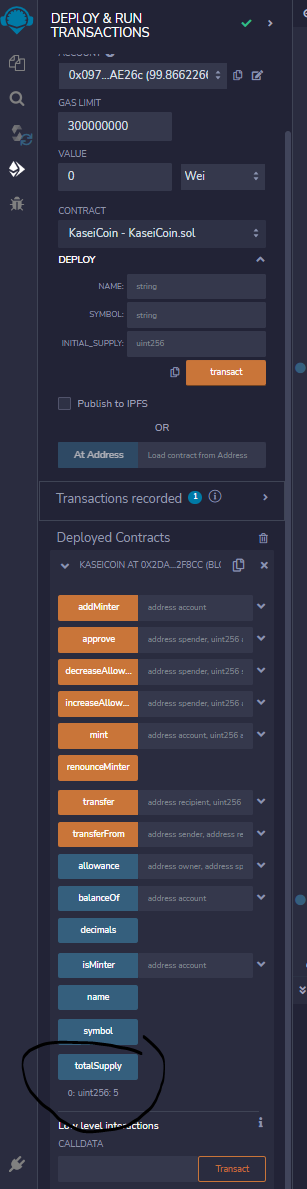 DEPLOY & RUN
TRANSACTIONS
ACCOUNT
0x097...AE26c (99.8662266
GAS LIMIT
300000000
VALUE
0
Wei
CONTRACT
KaseiCoin - KaseiCoin.sol
DEPLOY
NAME: string
SYMBOL: string
INITIAL_SUPPLY: uint256
transact
Publish to IPFS
OR
At Address Load contract from Address
Transactions recorded 1
Deployed Contracts
KASEICOIN AT 0X2DA...2F8CC (BLO
addMinter address account
approve address spender, uint256
decreaseAllow... address spender, uint256
increaseAllow... address spender, uint256
mint address account, uint256
renounceMinter
transfer address recipient, uint256
transferFrom address sender, address re
allowance address owner, address sp
balanceOf address account
decimals
isMinter address account
name
symbol
totalSupply
0: uint256: 5
Low level interactions
CALLDATA
Transact